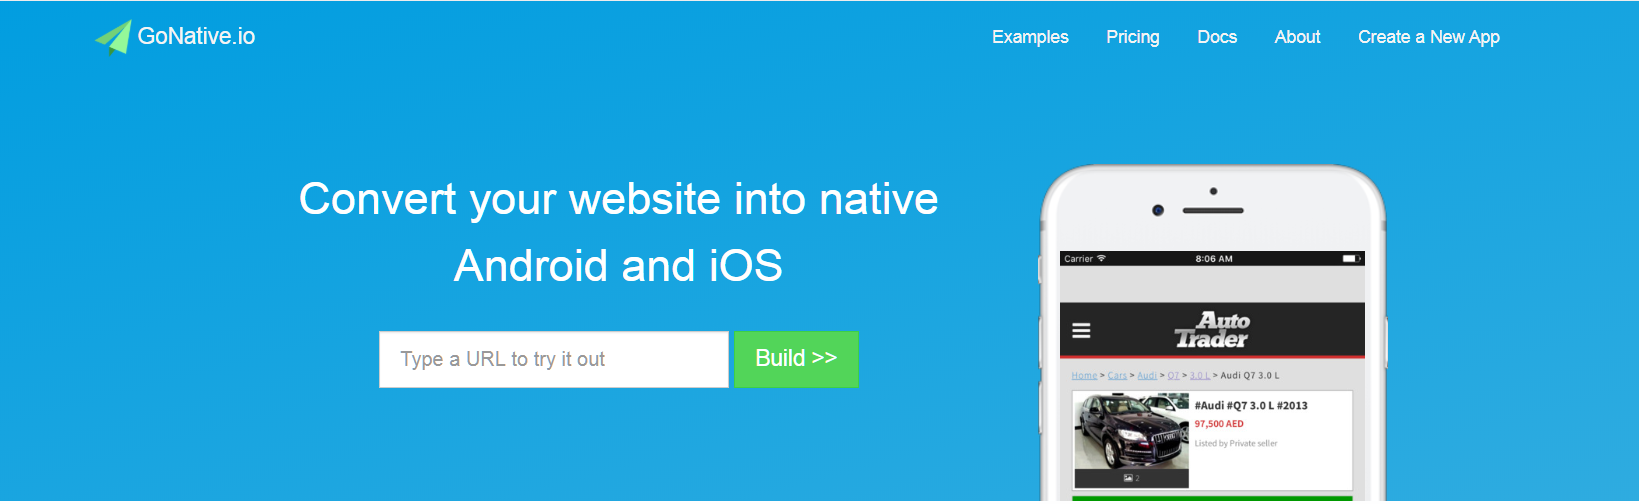 GoNative.io
Examples Pricing Docs About Create a New App
Convert your website into native
Android and iOS
Type a URL to try it out
Build >>
Carrier 8:06 AM
Auto
Trader
Home > Cars > Audi > Q7 > 3.0 L > Audi Q7 3.0 L
#Audi #Q7 3.0 L #2013
97,500 AED
Listed by Private seller
2